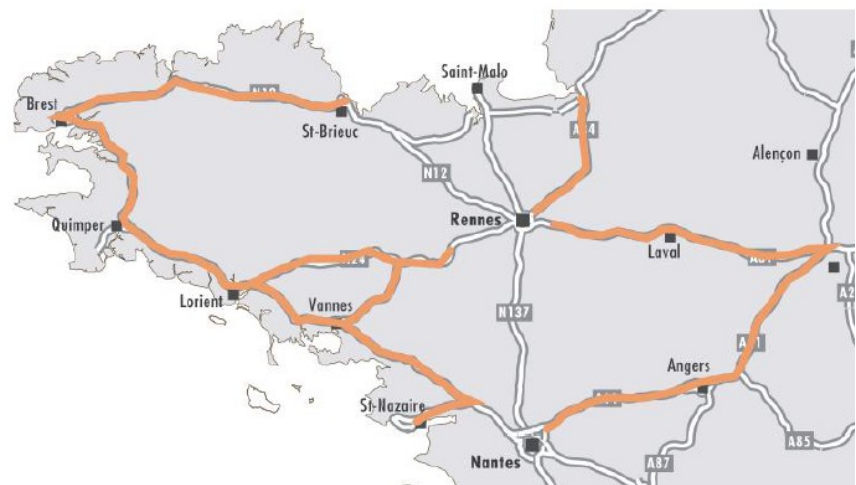 Saint-Malo
Brest
St-Brieuc
Alençon
N12
Quimper
Rennes
Laval
Lorient
Vannes
N137
Angers
St-Nazaire
A85
Nantes
A87